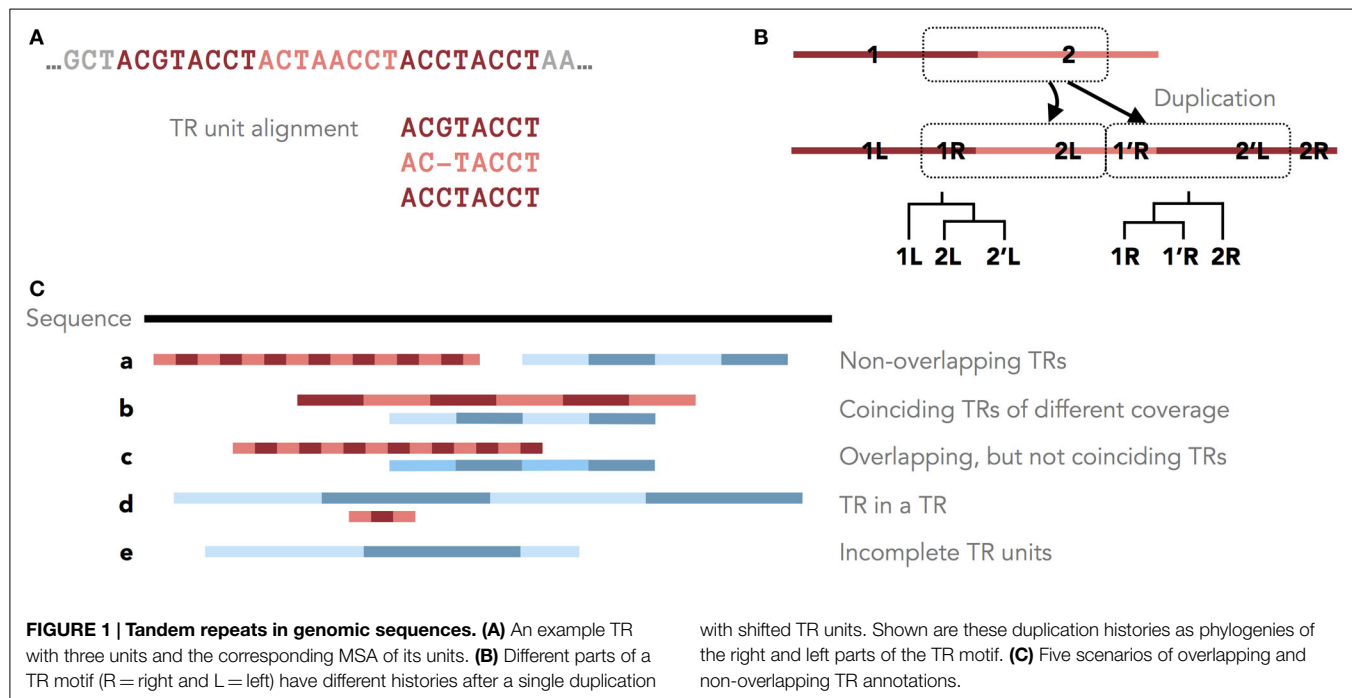 A
...GCTACGTACCTACTAACCTACCTACCTAA...
TR unit alignment
ACGTACCT
AC–TACCT
ACCTACCT
B
1 2
Duplication
1L 1R 2L 1'R 2'L 2R
1L 2L 2'L 1R 1'R 2R
C
Sequence
a Non-overlapping TRs
b Coinciding TRs of different coverage
c Overlapping, but not coinciding TRs
d TR in a TR
e Incomplete TR units
FIGURE 1 | Tandem repeats in genomic sequences. (A) An example TR
with three units and the corresponding MSA of its units. (B) Different parts of a
TR motif (R = right and L = left) have different histories after a single duplication
with shifted TR units. Shown are these duplication histories as phylogenies of
the right and left parts of the TR motif. (C) Five scenarios of overlapping and
non-overlapping TR annotations.